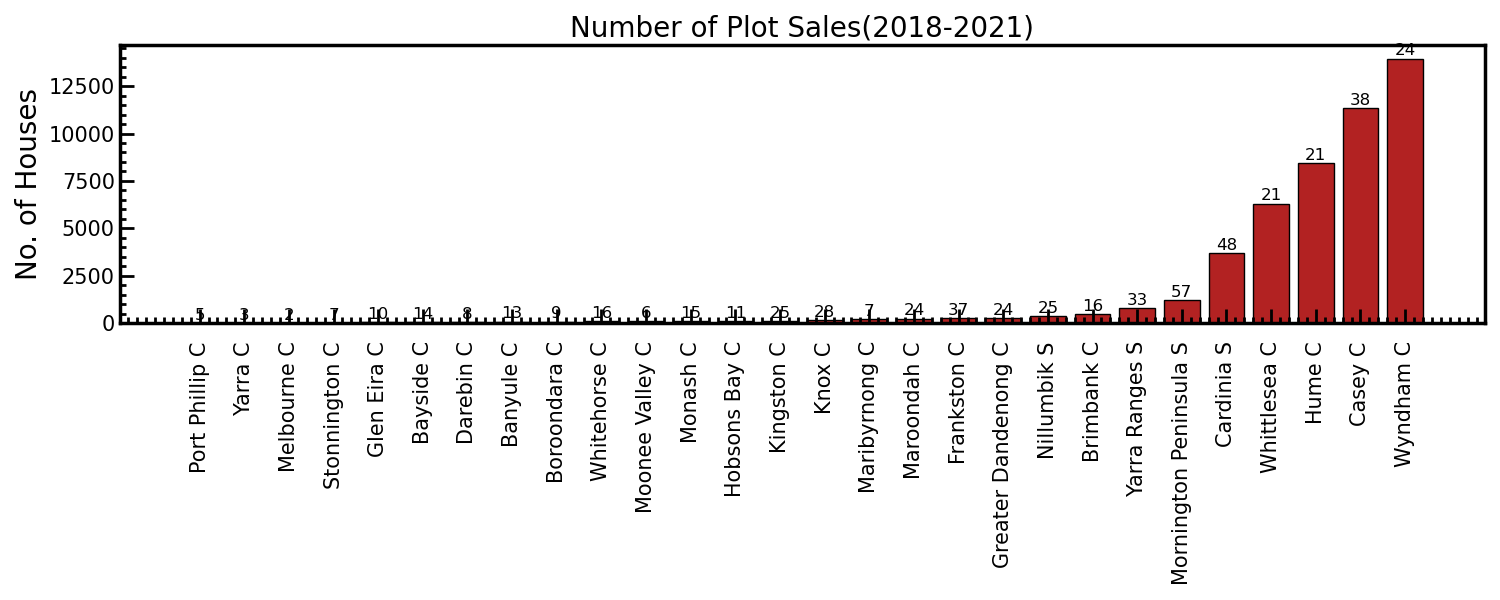 Number of Plot Sales(2018-2021)
No. of Houses
12500
10000
7500
5000
2500
0
5 3 2 7 10 14 8 13 9 16 6 15 11 25 28 7 24 37 24 25 16 33 57 48 21 21 38 24
Port Phillip C
Yarra C
Melbourne C
Stonnington C
Glen Eira C
Bayside C
Darebin C
Banyule C
Boroondara C
Whitehorse C
Moonee Valley C
Monash C
Hobsons Bay C
Kingston C
Knox C
Maribyrnong C
Maroondah C
Frankston C
Greater Dandenong C
Nillumbik S
Brimbank C
Yarra Ranges S
Mornington Peninsula S
Cardinia S
Whittlesea C
Hume C
Casey C
Wyndham C